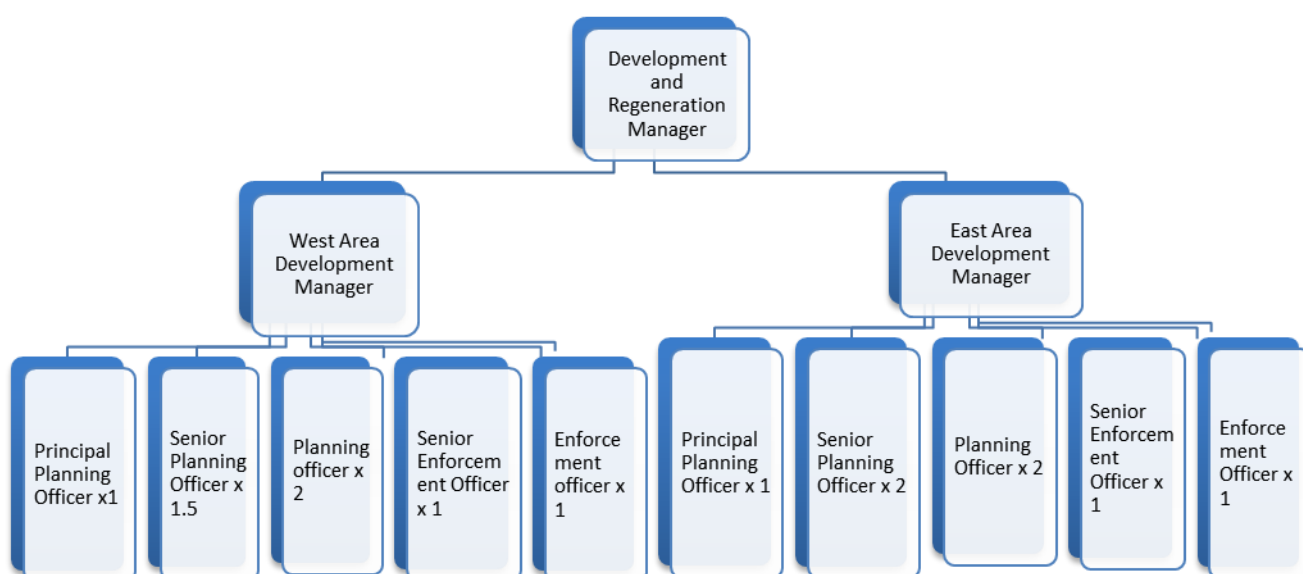 Development
and
Regeneration
Manager
West Area
Development
Manager
East Area
Development
Manager
Principal
Planning
Officer x1
Senior
Planning
Officer x
1.5
Planning
officer x
2
Senior
Enforcem
ent Officer
x 1
Enforce
ment
officer x
1
Principal
Planning
Officer x 1
Senior
Planning
Officer x 2
Planning
Officer x 2
Senior
Enforcem
ent
Officer x
1
Enforce
ment
Officer x
1